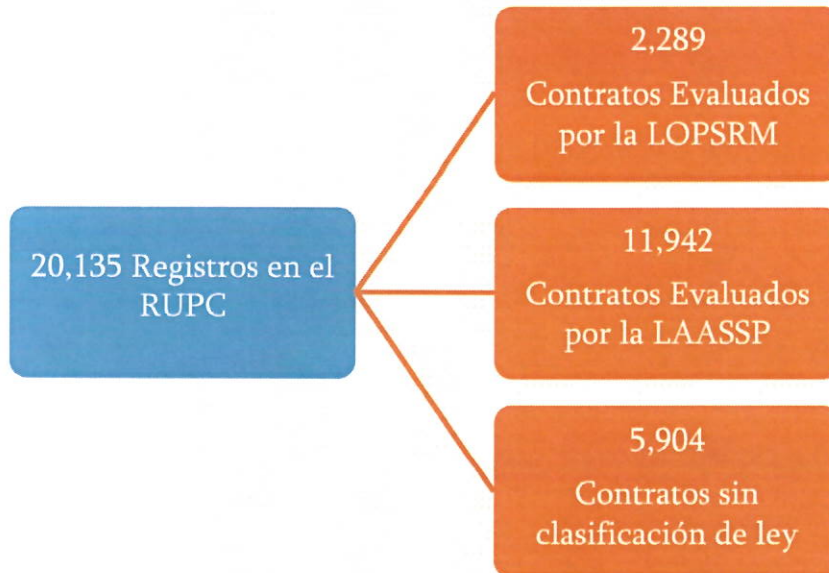 20,135 Registros en el
RUPC
2,289
Contratos Evaluados
por la LOPSRM
11,942
Contratos Evaluados
por la LAASSP
5,904
Contratos sin
clasificación de ley